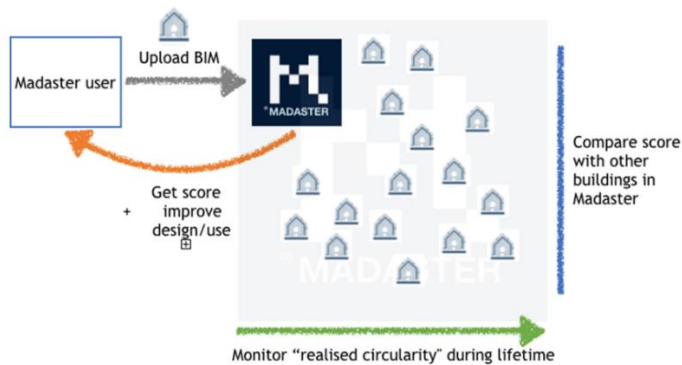 Upload BIM
Madaster user
M.
MADASTER
Compare score
with other
buildings in
Madaster
Get score
+ improve
design/use
MADASTER
Monitor “realised circularity" during lifetime